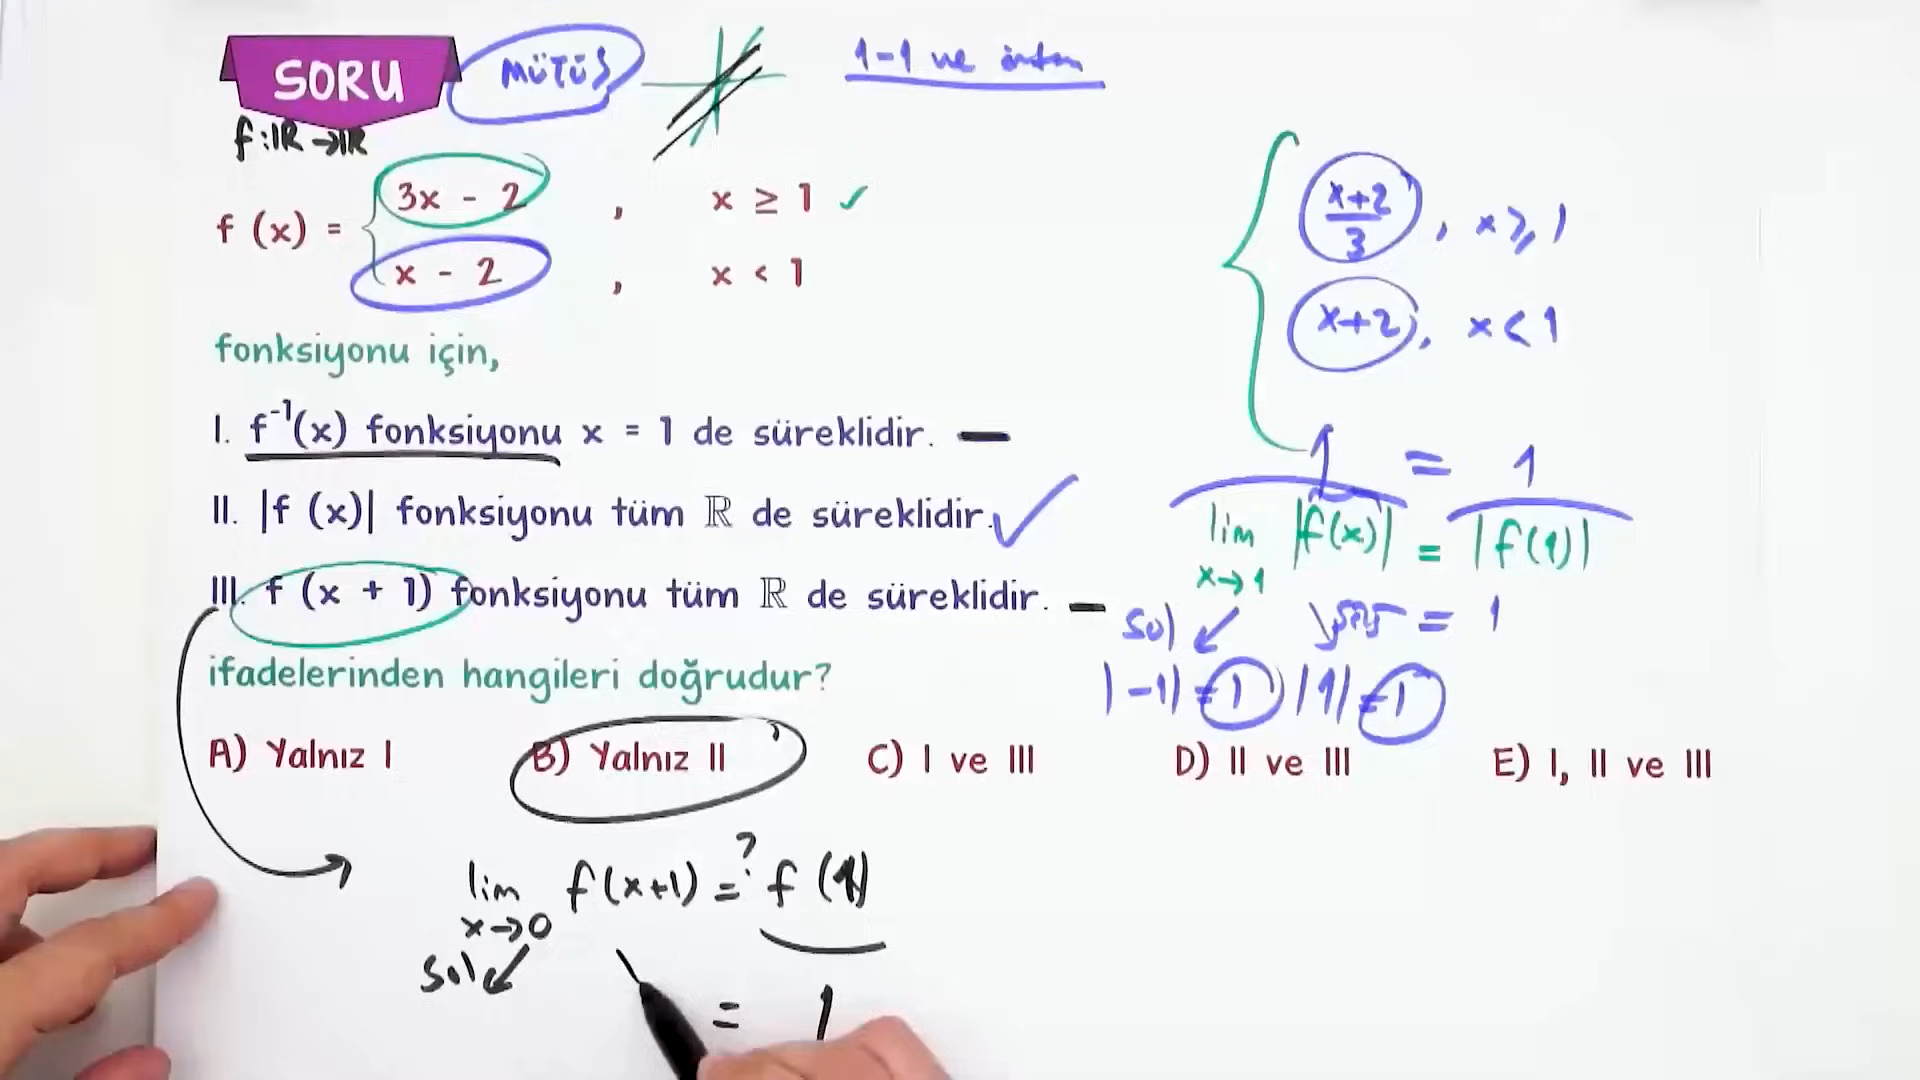 SORU
MÜTÜŞ
1-1 ve örten
f:ℝ→ℝ
f (x) =
3x - 2 , x ≥ 1 ✓
x - 2 , x < 1
fonksiyonu için,
I. f⁻¹(x) fonksiyonu x = 1 de süreklidir. —
II. |f (x)| fonksiyonu tüm ℝ de süreklidir. ✓
III. f (x + 1) fonksiyonu tüm ℝ de süreklidir. —
ifadelerinden hangileri doğrudur?
A) Yalnız I B) Yalnız II C) I ve III D) II ve III E) I, II ve III
x+2
3 , x ≥ 1
x+2 , x < 1
1 = 1
lim |f(x)| = |f(1)|
x→1
sol ↙ = 1
|-1| = 1 |1| = 1
lim f(x+1) =? f(1)
x→0
sol ↙
= 1